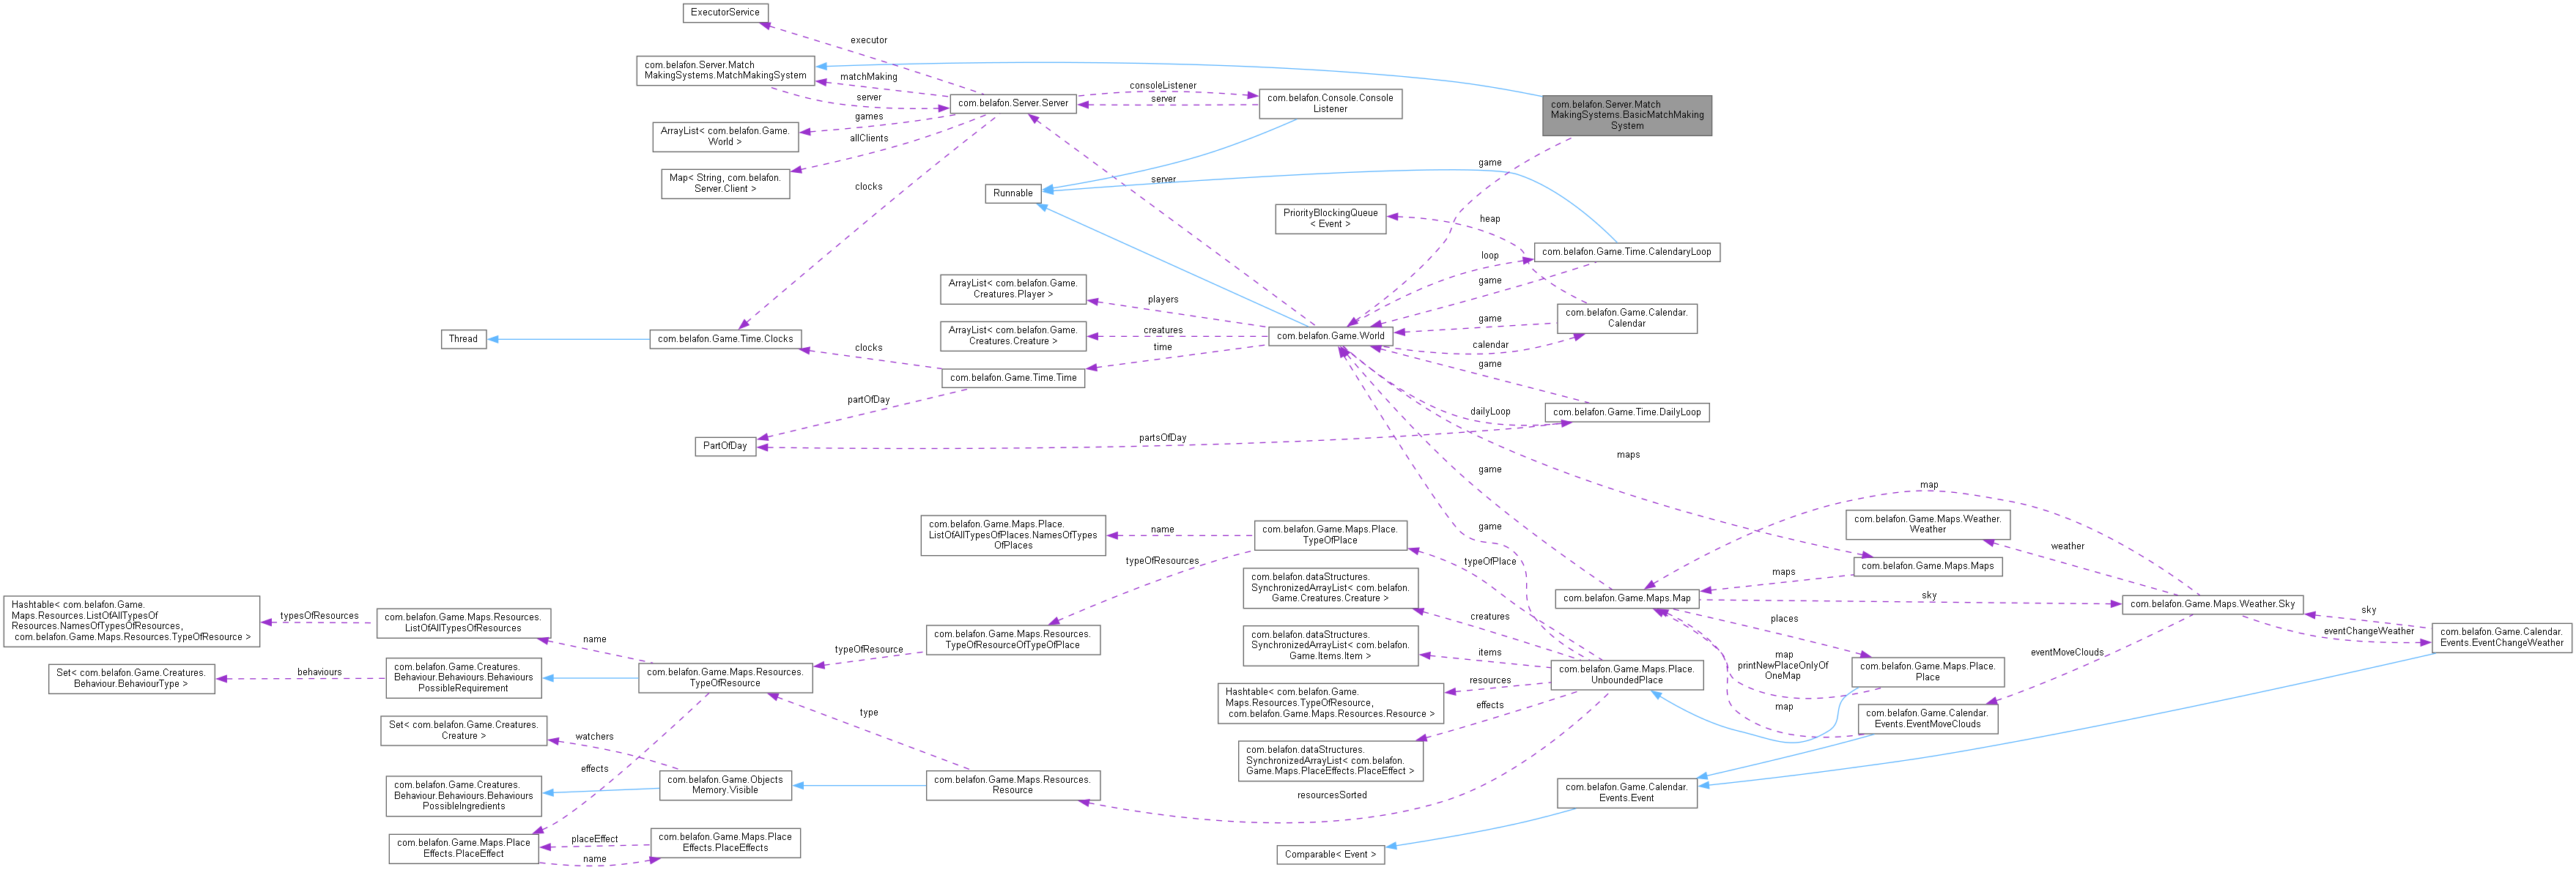 ExecutorService
executor
com.belafon.Server.Match
MakingSystems.MatchMakingSystem
matchMaking
server
com.belafon.Server.Server
consoleListener
server
com.belafon.Console.Console
Listener
com.belafon.Server.Match
MakingSystems.BasicMatchMaking
System
games
ArrayList< com.belafon.Game.
World >
allClients
Map< String, com.belafon.
Server.Client >
clocks
server
game
Runnable
PriorityBlockingQueue
< Event >
heap
com.belafon.Game.Time.CalendaryLoop
loop
game
ArrayList< com.belafon.Game.
Creatures.Player >
players
com.belafon.Game.Calendar.
Calendar
game
ArrayList< com.belafon.Game.
Creatures.Creature >
creatures
com.belafon.Game.World
calendar
Thread
com.belafon.Game.Time.Clocks
clocks
time
game
com.belafon.Game.Time.Time
partOfDay
dailyLoop
com.belafon.Game.Time.DailyLoop
PartOfDay
partsOfDay
maps
game
map
com.belafon.Game.Maps.Place.
ListOfAllTypesOfPlaces.NamesOfTypes
OfPlaces
name
com.belafon.Game.Maps.Place.
TypeOfPlace
game
com.belafon.Game.Maps.Weather.
Weather
weather
typeOfResources
typeOfPlace
com.belafon.Game.Maps.Maps
maps
com.belafon.dataStructures.
SynchronizedArrayList< com.belafon.
Game.Creatures.Creature >
com.belafon.Game.Maps.Map
sky
com.belafon.Game.Maps.Weather.Sky
sky
Hashtable< com.belafon.Game.
Maps.Resources.ListOfAllTypesOf
Resources.NamesOfTypesOfResources,
com.belafon.Game.Maps.Resources.TypeOfResource >
typesOfResources
com.belafon.Game.Maps.Resources.
ListOfAllTypesOfResources
creatures
places
eventChangeWeather
com.belafon.Game.Calendar.
Events.EventChangeWeather
name
com.belafon.Game.Maps.Resources.
TypeOfResourceOfTypeOfPlace
typeOfResource
com.belafon.dataStructures.
SynchronizedArrayList< com.belafon.
Game.Items.Item >
items
map
printNewPlaceOnlyOf
OneMap
eventMoveClouds
Set< com.belafon.Game.Creatures.
Behaviour.BehaviourType >
behaviours
com.belafon.Game.Creatures.
Behaviour.Behaviours.Behaviours
PossibleRequirement
com.belafon.Game.Maps.Resources.
TypeOfResource
com.belafon.Game.Maps.Place.
UnboundedPlace
com.belafon.Game.Maps.Place.
Place
Hashtable< com.belafon.Game.
Maps.Resources.TypeOfResource,
com.belafon.Game.Maps.Resources.Resource >
resources
effects
map
com.belafon.Game.Calendar.
Events.EventMoveClouds
type
Set< com.belafon.Game.Creatures.
Creature >
watchers
com.belafon.dataStructures.
SynchronizedArrayList< com.belafon.
Game.Maps.PlaceEffects.PlaceEffect >
effects
com.belafon.Game.Creatures.
Behaviour.Behaviours.Behaviours
PossibleIngredients
com.belafon.Game.Objects
Memory.Visible
com.belafon.Game.Maps.Resources.
Resource
resourcesSorted
com.belafon.Game.Calendar.
Events.Event
com.belafon.Game.Maps.Place
Effects.PlaceEffect
placeEffect
name
com.belafon.Game.Maps.Place
Effects.PlaceEffects
Comparable< Event >